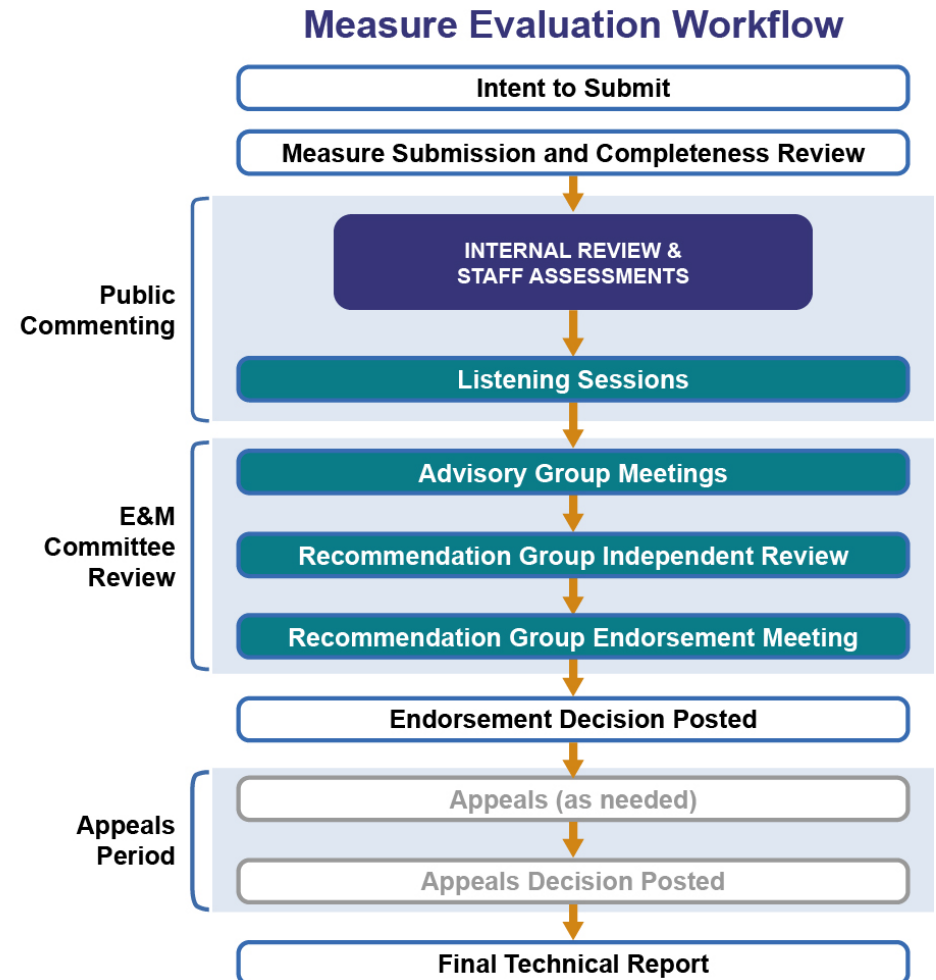 Measure Evaluation Workflow
Intent to Submit
Measure Submission and Completeness Review
Public
Commenting
INTERNAL REVIEW &
STAFF ASSESSMENTS
Listening Sessions
E&M
Committee
Review
Advisory Group Meetings
Recommendation Group Independent Review
Recommendation Group Endorsement Meeting
Endorsement Decision Posted
Appeals
Period
Appeals (as needed)
Appeals Decision Posted
Final Technical Report